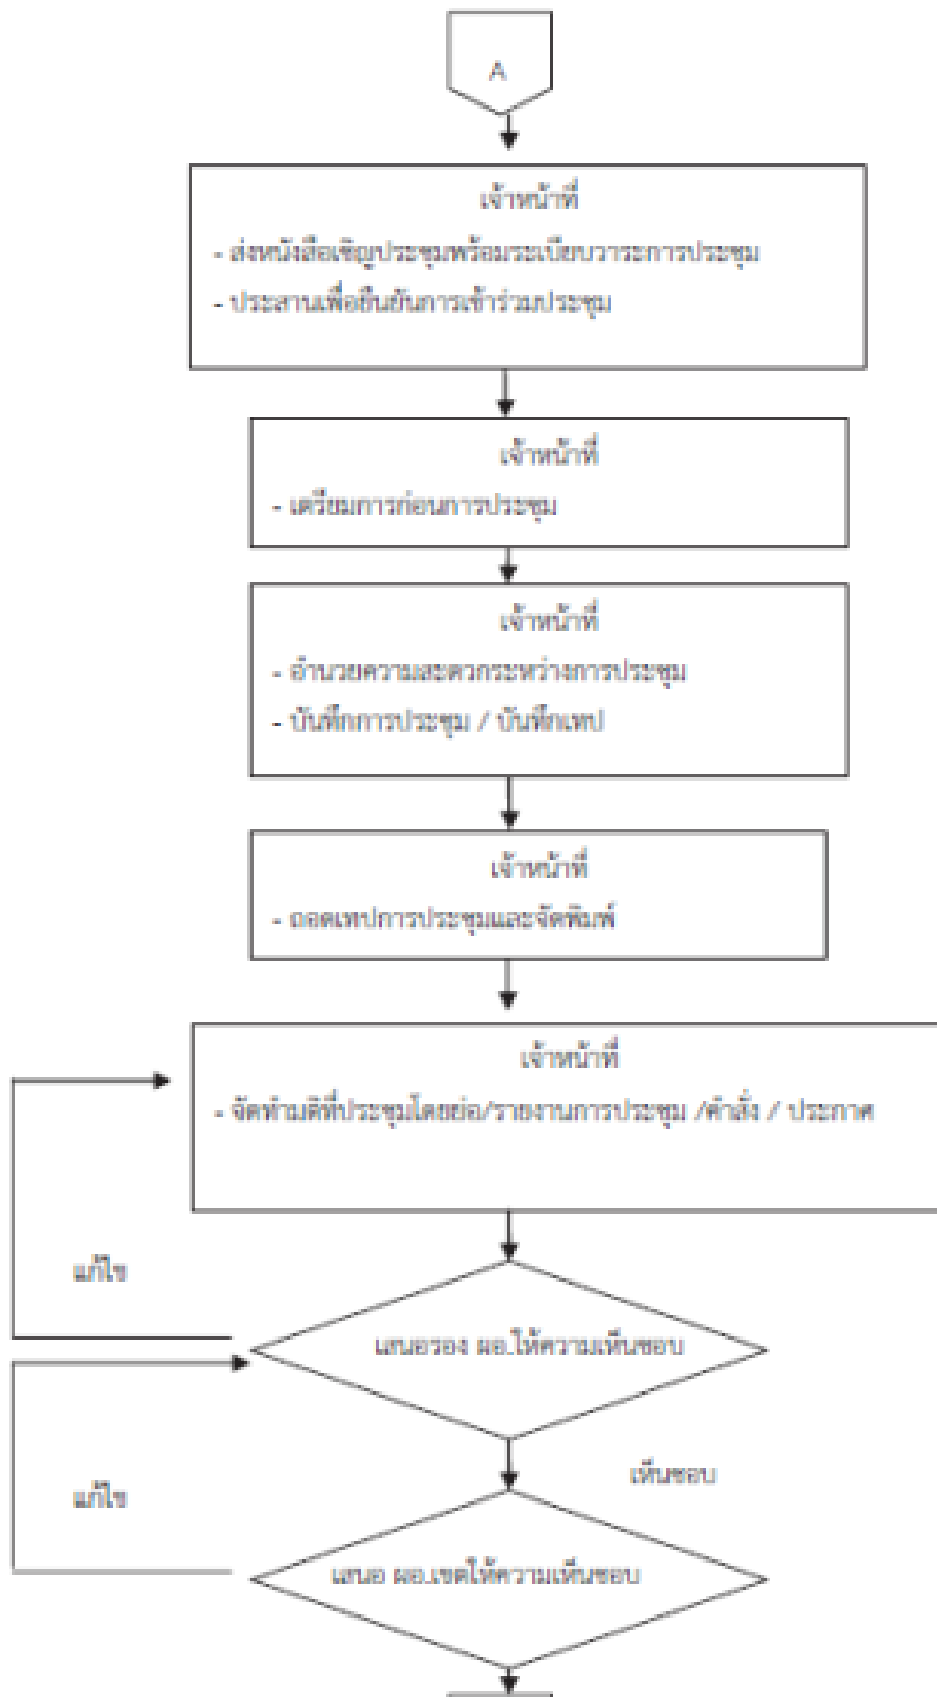 A
เจ้าหน้าที่
- ส่งหนังสือเชิญประชุมพร้อมระเบียบวาระการประชุม
- ประสานเพื่อยืนยันการเข้าร่วมประชุม
เจ้าหน้าที่
- เตรียมการก่อนการประชุม
เจ้าหน้าที่
- อำนวยความสะดวกระหว่างการประชุม
- บันทึกการประชุม / บันทึกเทป
เจ้าหน้าที่
- ถอดเทปการประชุมและจัดพิมพ์
เจ้าหน้าที่
- จัดทำมติที่ประชุมโดยย่อ/รายงานการประชุม /คำสั่ง / ประกาศ
แก้ไข
เสนอรอง ผอ.ให้ความเห็นชอบ
เห็นชอบ
แก้ไข
เสนอ ผอ.เขตให้ความเห็นชอบ